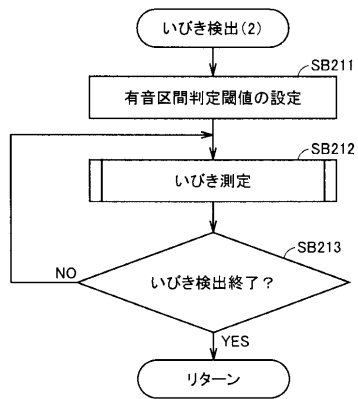 いびき検出(2)
SB211
有音区間判定閾値の設定
SB212
いびき測定
SB213
いびき検出終了？
NO
YES
リターン